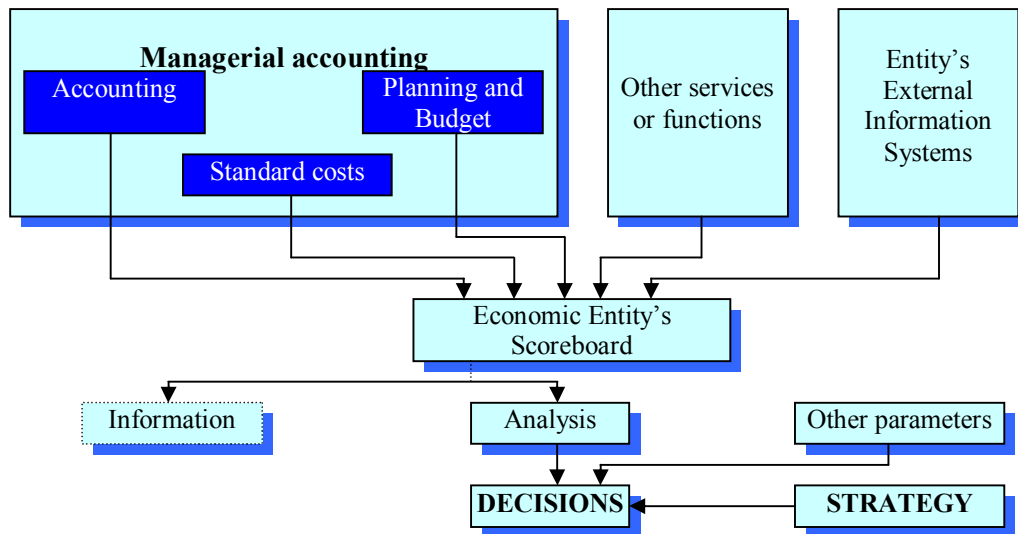 Managerial accounting
Accounting
Planning and
Budget
Standard costs
Other services
or functions
Entity’s
External
Information
Systems
Economic Entity’s
Scoreboard
Information
Analysis
Other parameters
DECISIONS
STRATEGY